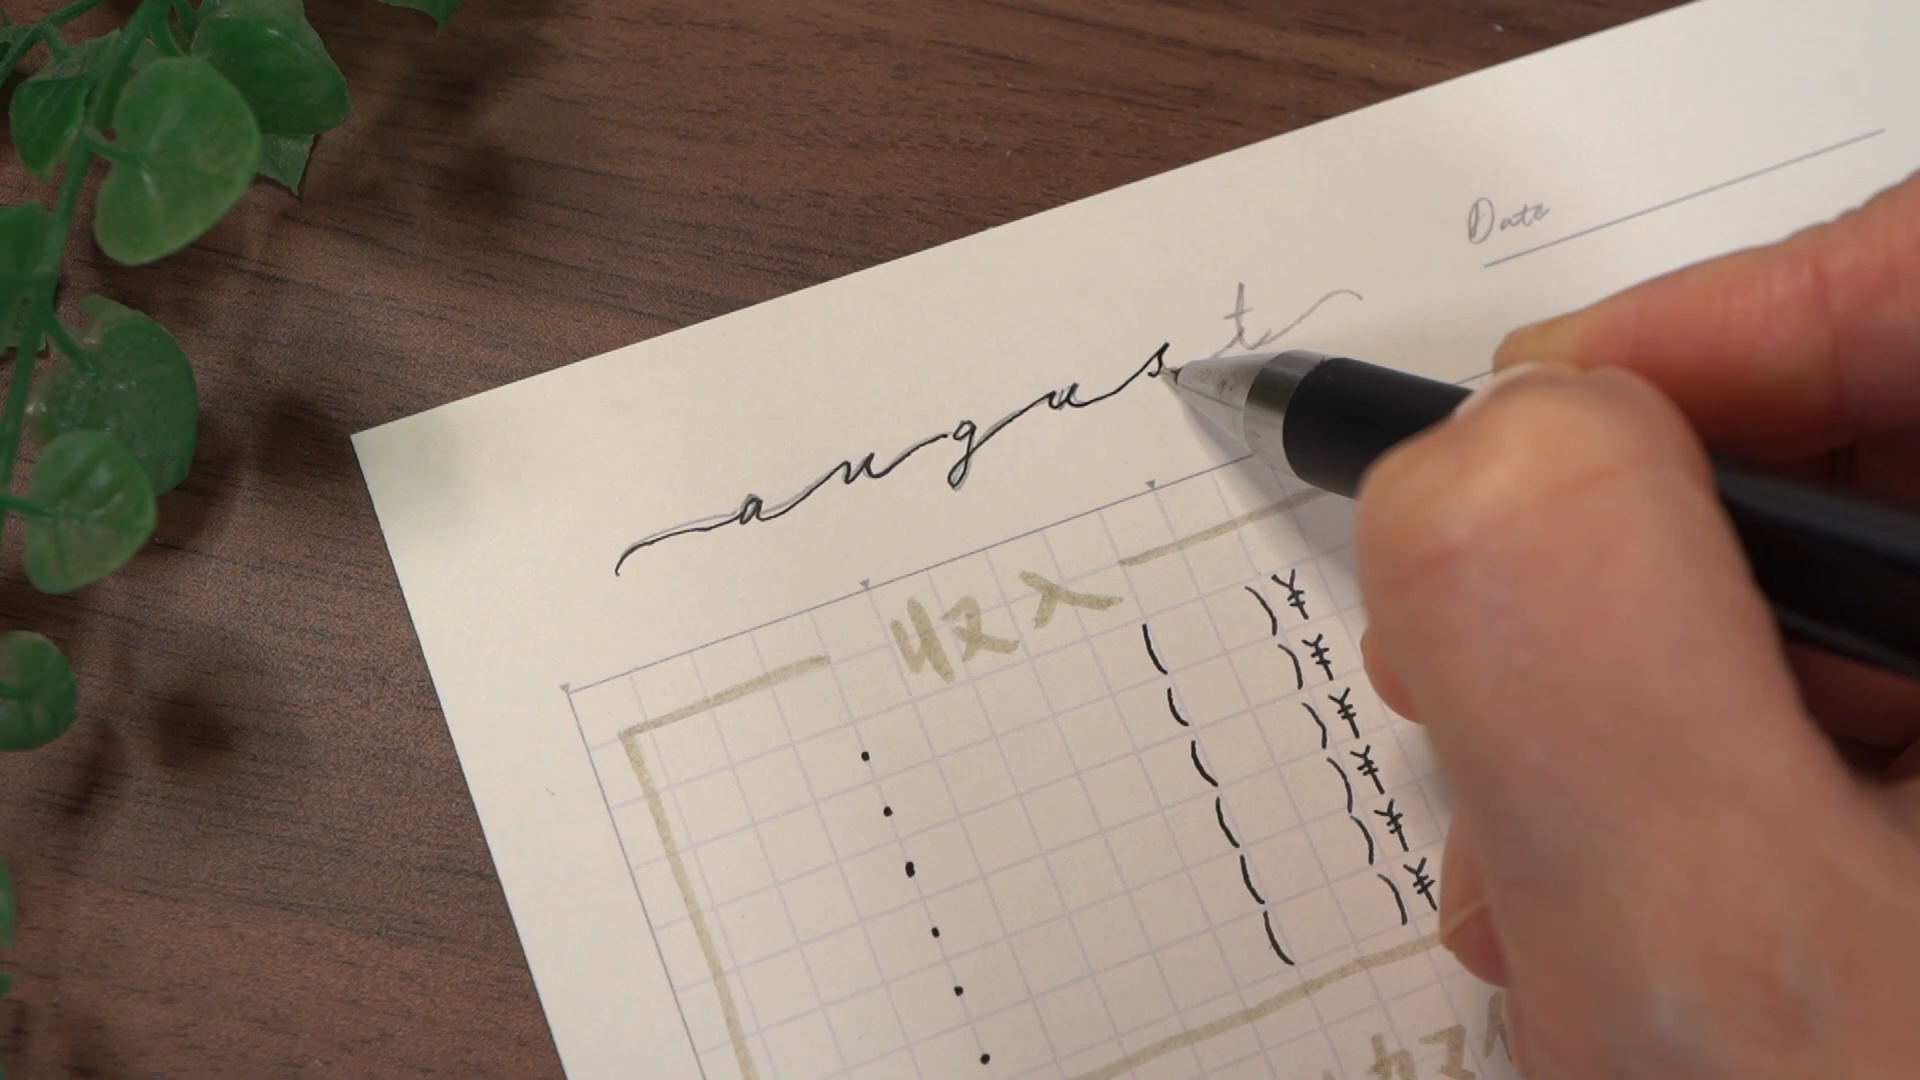 Date
august
収入
( ) ¥
( ) ¥
( ) ¥
( ) ¥
( ) ¥
( ) ¥